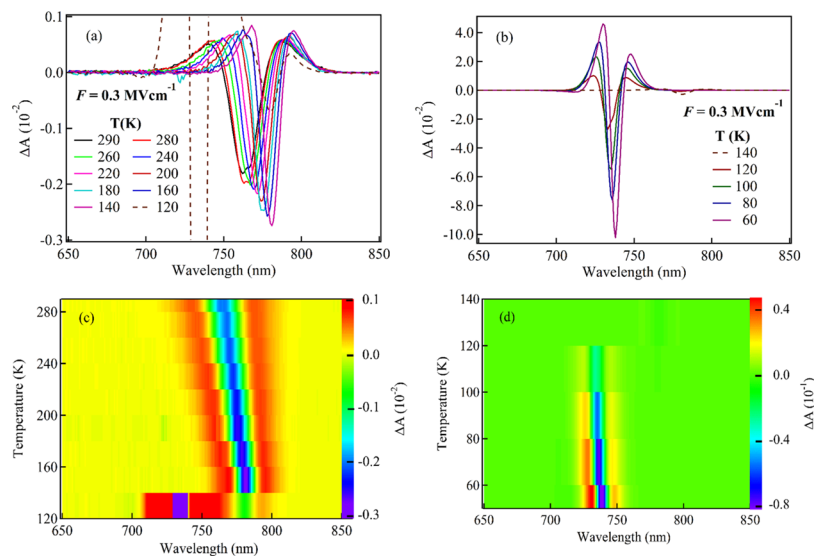 0.1
0.0
-0.1
-0.2
-0.3
ΔA (10⁻²)
(a)
F = 0.3 MVcm⁻¹
T(K)
290 280
260 240
220 200
180 160
140 120
650 700 750 800 850
Wavelength (nm)
4.0
2.0
0.0
-2.0
-4.0
-6.0
-8.0
-10.0
ΔA (10⁻²)
(b)
F = 0.3 MVcm⁻¹
T (K)
140
120
100
80
60
650 700 750 800 850
Wavelength (nm)
280
240
200
160
120
Temperature (K)
(c)
650 700 750 800 850
Wavelength (nm)
0.1
0.0
-0.1
-0.2
-0.3
ΔA (10⁻²)
140
120
100
80
60
Temperature (K)
(d)
650 700 750 800 850
Wavelength (nm)
0.4
0.0
-0.4
-0.8
ΔA (10⁻¹)